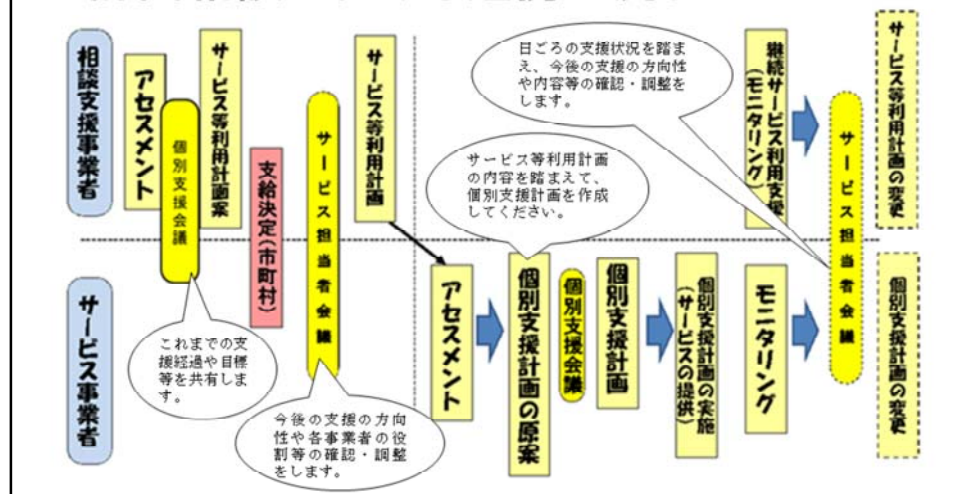 相談支援事業者
アセスメント
個別支援会議
サービス等利用計画案
支給決定(市町村)
サービス担当者会議
サービス等利用計画
継続サービス利用支援
(モニタリング)
サービス担当者会議
サービス等利用計画の変更
日ごろの支援状況を踏ま
え、今後の支援の方向性
や内容等の確認・調整を
します。
サービス等利用計画
の内容を踏まえて、
個別支援計画を作成
してください。
これまでの支
援経過や目標
等を共有しま
す。
今後の支援の方向
性や各事業者の役
割等の確認・調整
をします。
サービス事業者
アセスメント
個別支援計画の原案
個別支援会議
個別支援計画
個別支援計画の実施
(サービスの提供)
モニタリング
個別支援計画の変更